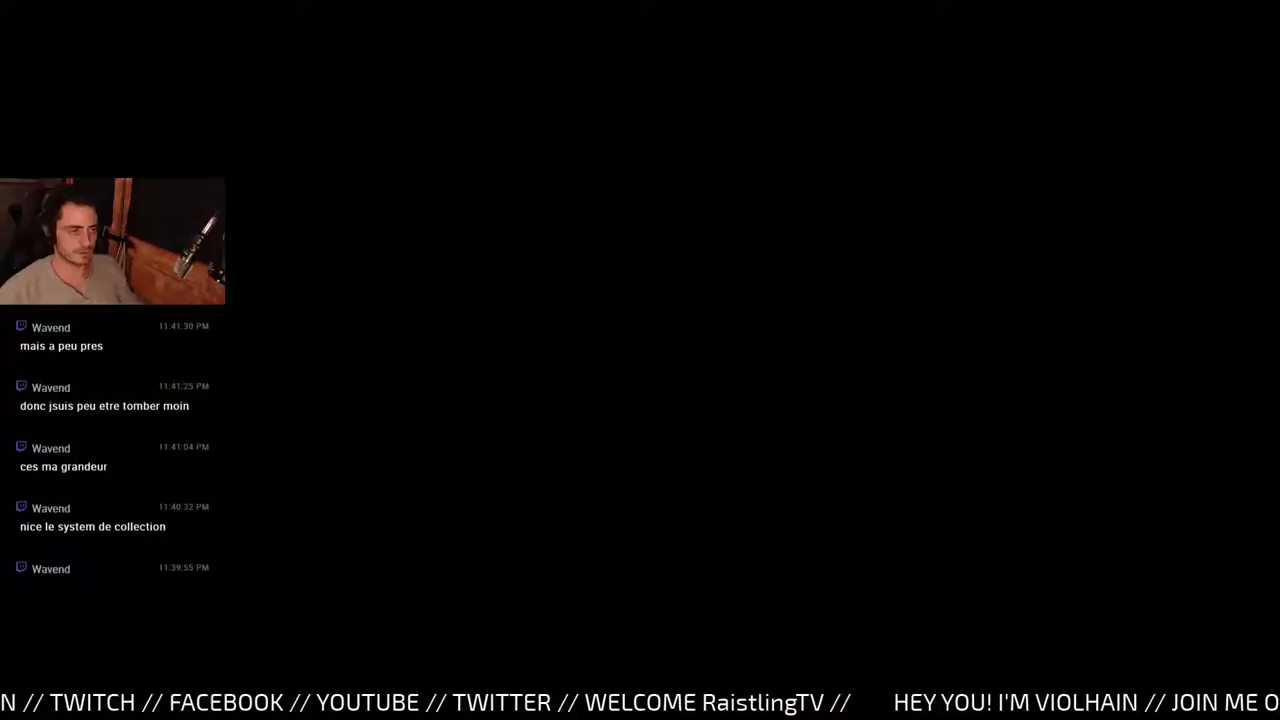 Wavend 11:41:30 PM
mais a peu pres
Wavend 11:41:25 PM
donc jsuis peu etre tomber moin
Wavend 11:41:04 PM
ces ma grandeur
Wavend 11:40:32 PM
nice le system de collection
Wavend 11:39:55 PM
N // TWITCH // FACEBOOK // YOUTUBE // TWITTER // WELCOME RaistlingTV // HEY YOU! I'M VIOLHAIN // JOIN ME O